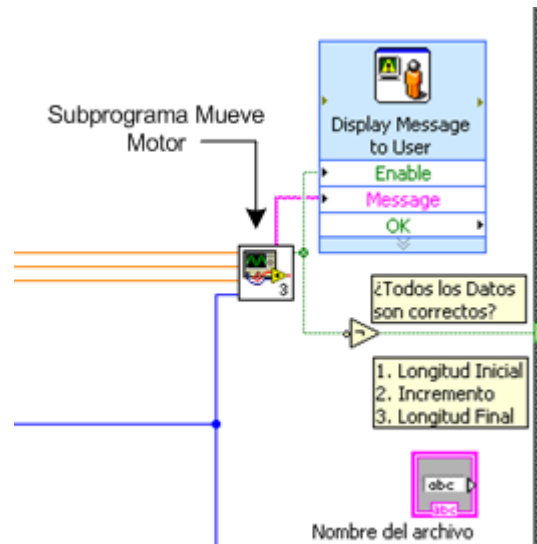 Subprograma Mueve
Motor
Display Message
to User
Enable
Message
OK
3
¿Todos los Datos
son correctos?
1. Longitud Inicial
2. Incremento
3. Longitud Final
abc
abc
Nombre del archivo